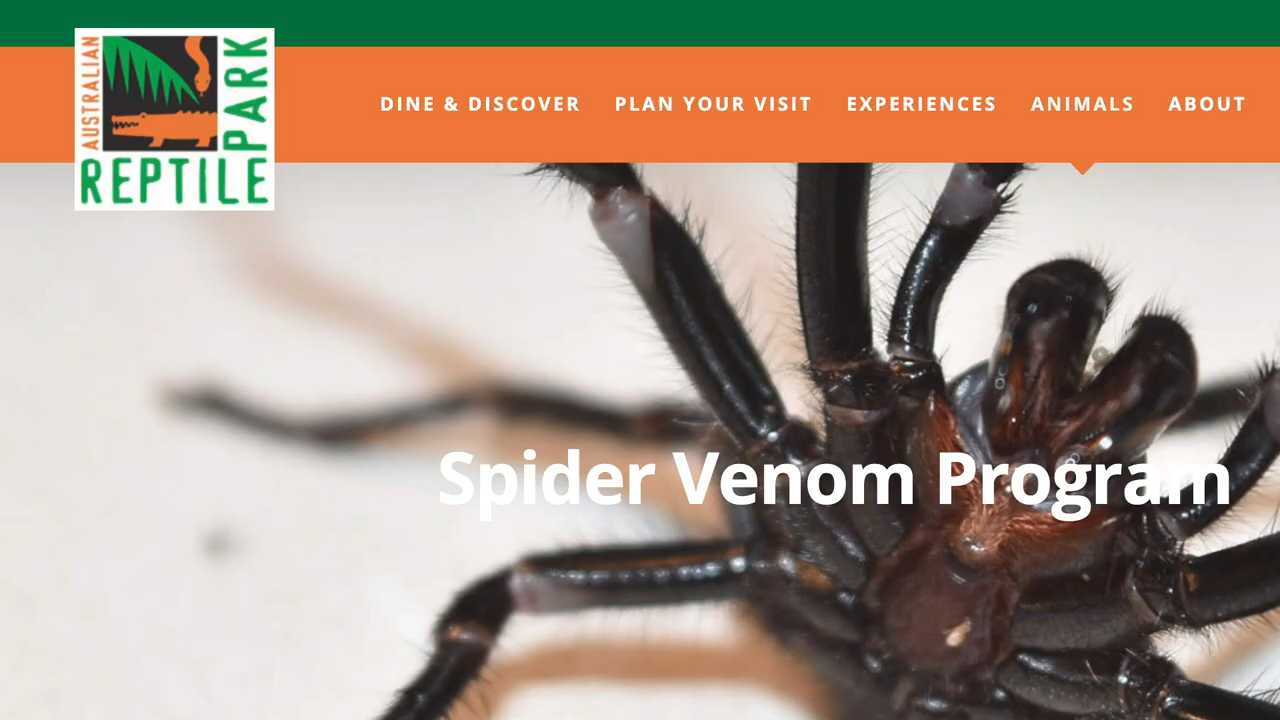 AUSTRALIAN
PARK
REPTILE
DINE & DISCOVER PLAN YOUR VISIT EXPERIENCES ANIMALS ABOUT
Spider Venom Program